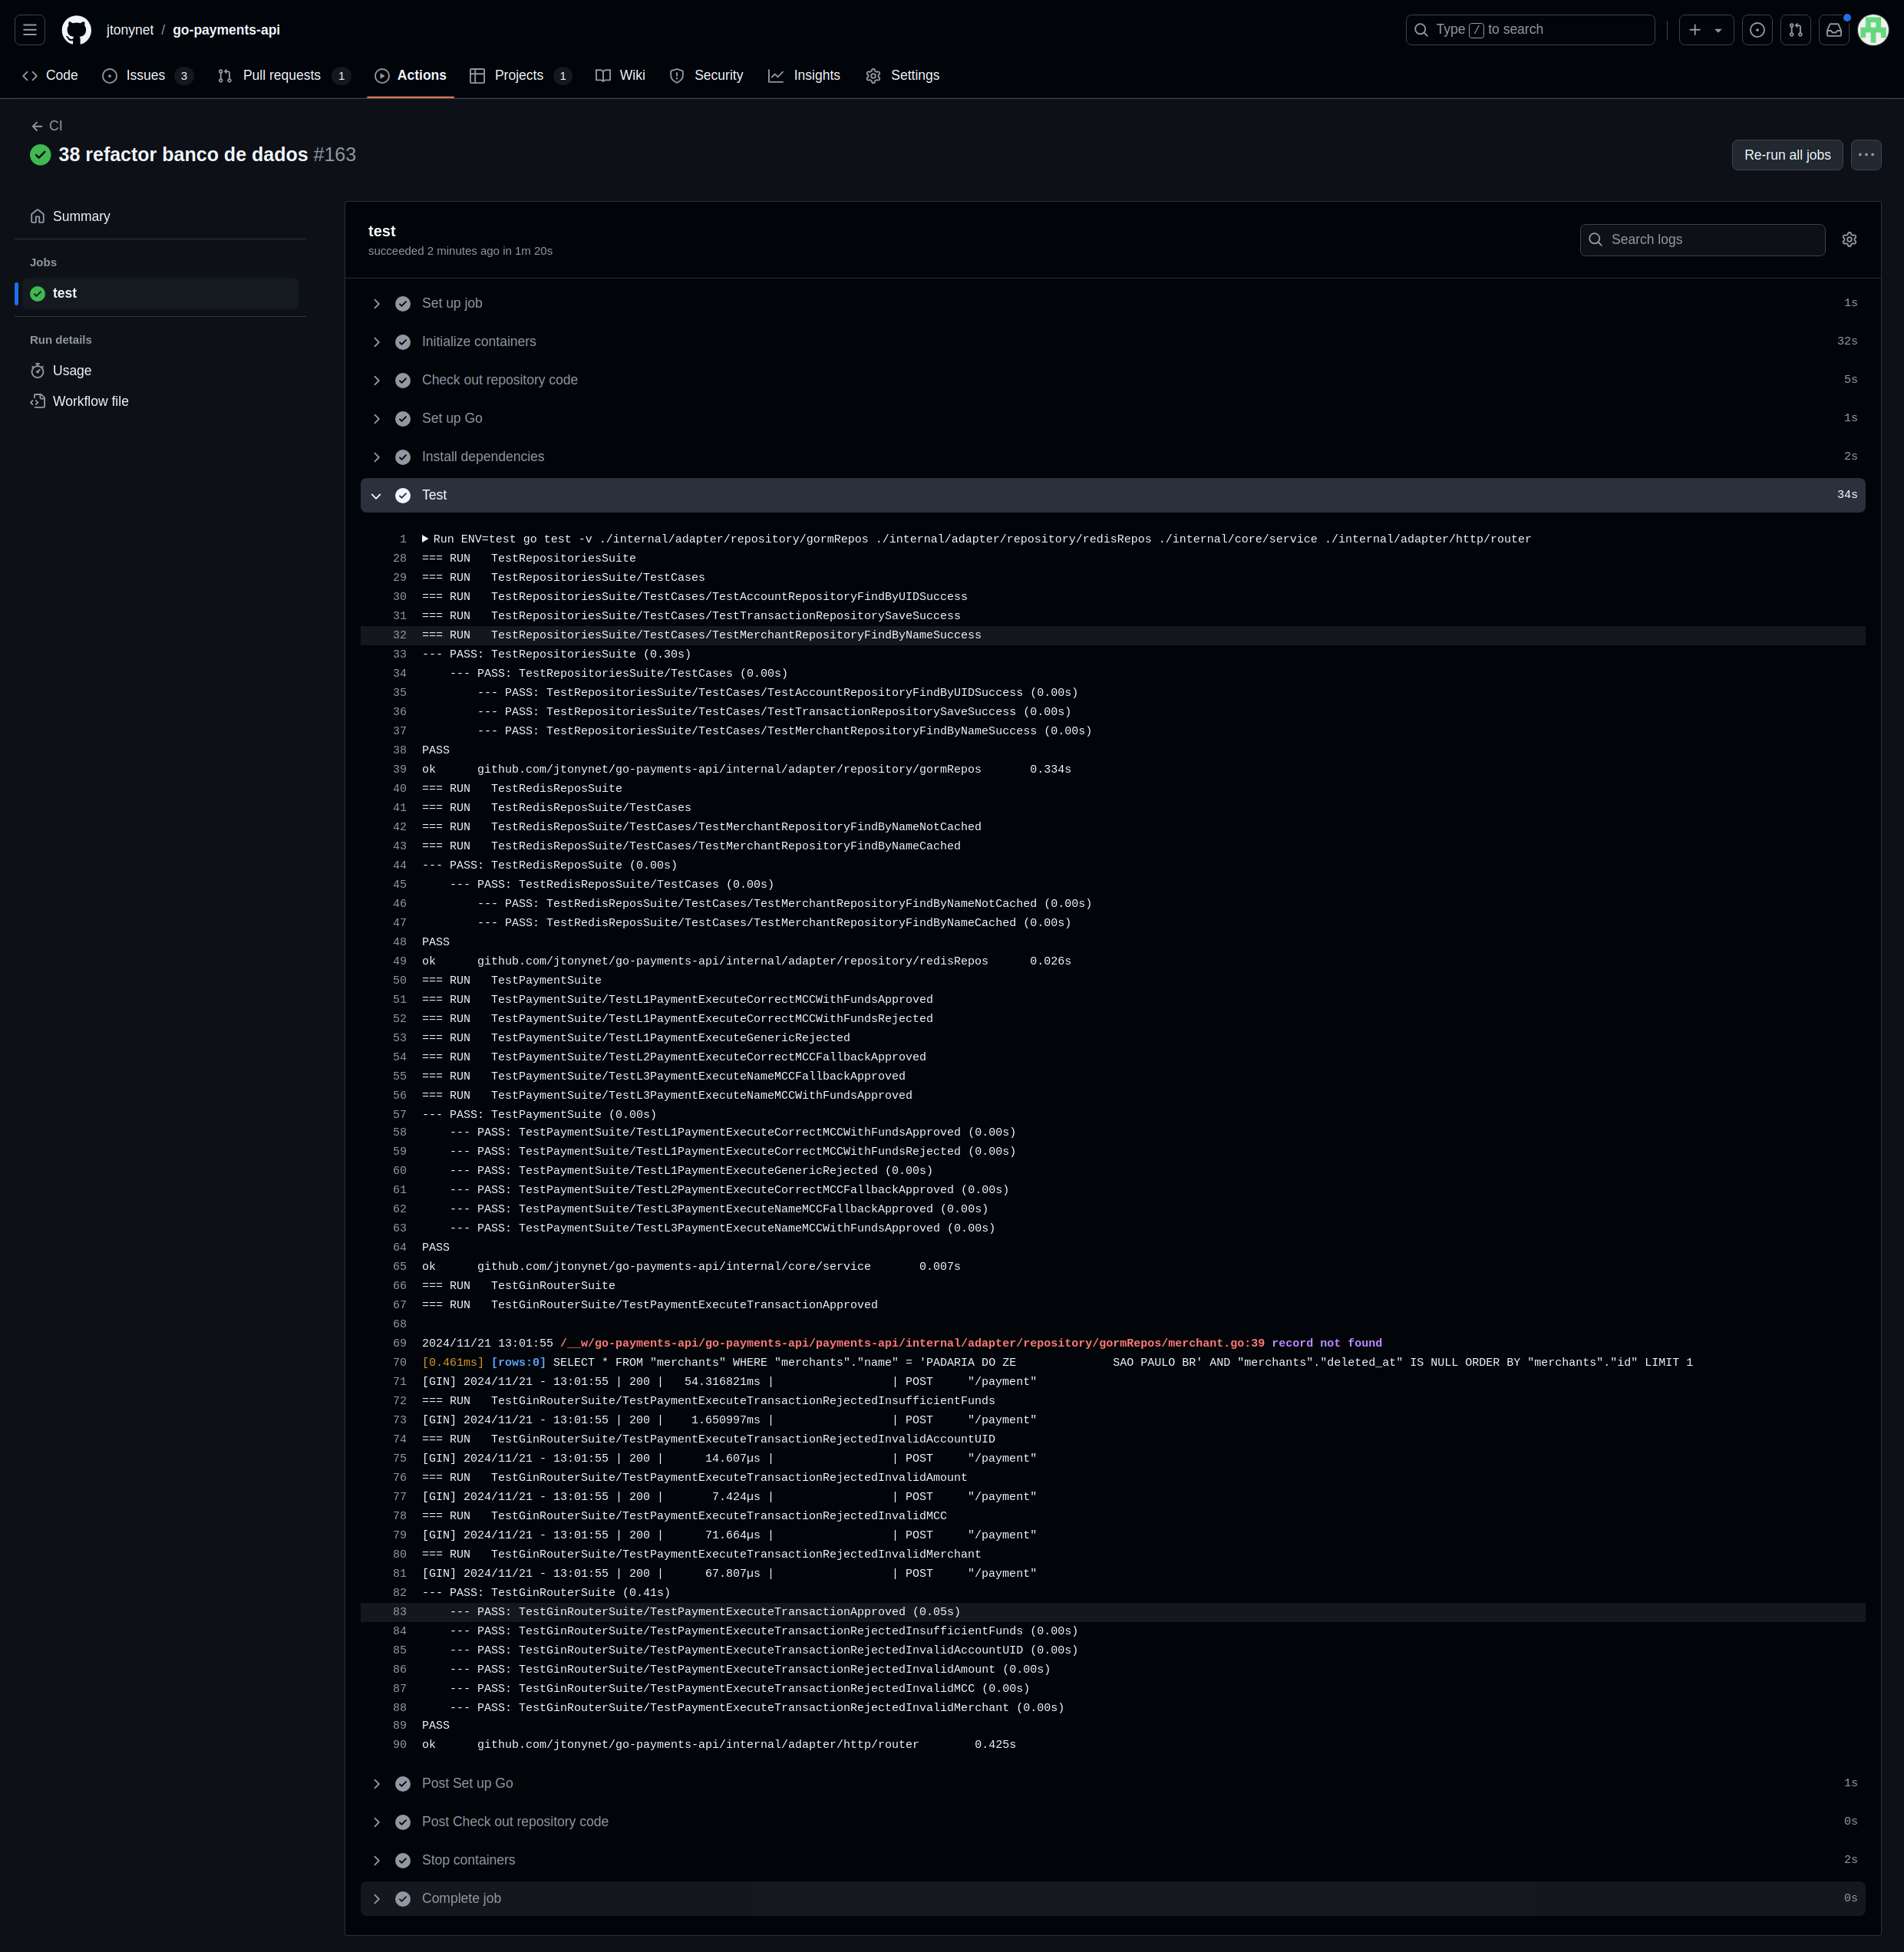 jtonynet / go-payments-api
Type / to search
Code
Issues 3
Pull requests 1
Actions
Projects 1
Wiki
Security
Insights
Settings
CI
38 refactor banco de dados #163
Re-run all jobs
Summary
Jobs
test
Run details
Usage
Workflow file
test
succeeded 2 minutes ago in 1m 20s
Search logs
Set up job 1s
Initialize containers 32s
Check out repository code 5s
Set up Go 1s
Install dependencies 2s
Test 34s
1 Run ENV=test go test -v ./internal/adapter/repository/gormRepos ./internal/adapter/repository/redisRepos ./internal/core/service ./internal/adapter/http/router
28 === RUN   TestRepositoriesSuite
29 === RUN   TestRepositoriesSuite/TestCases
30 === RUN   TestRepositoriesSuite/TestCases/TestAccountRepositoryFindByUIDSuccess
31 === RUN   TestRepositoriesSuite/TestCases/TestTransactionRepositorySaveSuccess
32 === RUN   TestRepositoriesSuite/TestCases/TestMerchantRepositoryFindByNameSuccess
33 --- PASS: TestRepositoriesSuite (0.30s)
34     --- PASS: TestRepositoriesSuite/TestCases (0.00s)
35         --- PASS: TestRepositoriesSuite/TestCases/TestAccountRepositoryFindByUIDSuccess (0.00s)
36         --- PASS: TestRepositoriesSuite/TestCases/TestTransactionRepositorySaveSuccess (0.00s)
37         --- PASS: TestRepositoriesSuite/TestCases/TestMerchantRepositoryFindByNameSuccess (0.00s)
38 PASS
39 ok      github.com/jtonynet/go-payments-api/internal/adapter/repository/gormRepos      0.334s
40 === RUN   TestRedisReposSuite
41 === RUN   TestRedisReposSuite/TestCases
42 === RUN   TestRedisReposSuite/TestCases/TestMerchantRepositoryFindByNameNotCached
43 === RUN   TestRedisReposSuite/TestCases/TestMerchantRepositoryFindByNameCached
44 --- PASS: TestRedisReposSuite (0.00s)
45     --- PASS: TestRedisReposSuite/TestCases (0.00s)
46         --- PASS: TestRedisReposSuite/TestCases/TestMerchantRepositoryFindByNameNotCached (0.00s)
47         --- PASS: TestRedisReposSuite/TestCases/TestMerchantRepositoryFindByNameCached (0.00s)
48 PASS
49 ok      github.com/jtonynet/go-payments-api/internal/adapter/repository/redisRepos      0.026s
50 === RUN   TestPaymentSuite
51 === RUN   TestPaymentSuite/TestL1PaymentExecuteCorrectMCCWithFundsApproved
52 === RUN   TestPaymentSuite/TestL1PaymentExecuteCorrectMCCWithFundsRejected
53 === RUN   TestPaymentSuite/TestL1PaymentExecuteGenericRejected
54 === RUN   TestPaymentSuite/TestL2PaymentExecuteCorrectMCCFallbackApproved
55 === RUN   TestPaymentSuite/TestL3PaymentExecuteNameMCCFallbackApproved
56 === RUN   TestPaymentSuite/TestL3PaymentExecuteNameMCCWithFundsApproved
57 --- PASS: TestPaymentSuite (0.00s)
58     --- PASS: TestPaymentSuite/TestL1PaymentExecuteCorrectMCCWithFundsApproved (0.00s)
59     --- PASS: TestPaymentSuite/TestL1PaymentExecuteCorrectMCCWithFundsRejected (0.00s)
60     --- PASS: TestPaymentSuite/TestL1PaymentExecuteGenericRejected (0.00s)
61     --- PASS: TestPaymentSuite/TestL2PaymentExecuteCorrectMCCFallbackApproved (0.00s)
62     --- PASS: TestPaymentSuite/TestL3PaymentExecuteNameMCCFallbackApproved (0.00s)
63     --- PASS: TestPaymentSuite/TestL3PaymentExecuteNameMCCWithFundsApproved (0.00s)
64 PASS
65 ok      github.com/jtonynet/go-payments-api/internal/core/service       0.007s
66 === RUN   TestGinRouterSuite
67 === RUN   TestGinRouterSuite/TestPaymentExecuteTransactionApproved
68
69 2024/11/21 13:01:55 /__w/go-payments-api/go-payments-api/payments-api/internal/adapter/repository/gormRepos/merchant.go:39 record not found
70 [0.461ms] [rows:0] SELECT * FROM "merchants" WHERE "merchants"."name" = 'PADARIA DO ZE              SAO PAULO BR' AND "merchants"."deleted_at" IS NULL ORDER BY "merchants"."id" LIMIT 1
71 [GIN] 2024/11/21 - 13:01:55 | 200 |   54.316821ms |                 | POST     "/payment"
72 === RUN   TestGinRouterSuite/TestPaymentExecuteTransactionRejectedInsufficientFunds
73 [GIN] 2024/11/21 - 13:01:55 | 200 |    1.650997ms |                 | POST     "/payment"
74 === RUN   TestGinRouterSuite/TestPaymentExecuteTransactionRejectedInvalidAccountUID
75 [GIN] 2024/11/21 - 13:01:55 | 200 |      14.607µs |                 | POST     "/payment"
76 === RUN   TestGinRouterSuite/TestPaymentExecuteTransactionRejectedInvalidAmount
77 [GIN] 2024/11/21 - 13:01:55 | 200 |       7.424µs |                 | POST     "/payment"
78 === RUN   TestGinRouterSuite/TestPaymentExecuteTransactionRejectedInvalidMCC
79 [GIN] 2024/11/21 - 13:01:55 | 200 |      71.664µs |                 | POST     "/payment"
80 === RUN   TestGinRouterSuite/TestPaymentExecuteTransactionRejectedInvalidMerchant
81 [GIN] 2024/11/21 - 13:01:55 | 200 |      67.807µs |                 | POST     "/payment"
82 --- PASS: TestGinRouterSuite (0.41s)
83     --- PASS: TestGinRouterSuite/TestPaymentExecuteTransactionApproved (0.05s)
84     --- PASS: TestGinRouterSuite/TestPaymentExecuteTransactionRejectedInsufficientFunds (0.00s)
85     --- PASS: TestGinRouterSuite/TestPaymentExecuteTransactionRejectedInvalidAccountUID (0.00s)
86     --- PASS: TestGinRouterSuite/TestPaymentExecuteTransactionRejectedInvalidAmount (0.00s)
87     --- PASS: TestGinRouterSuite/TestPaymentExecuteTransactionRejectedInvalidMCC (0.00s)
88     --- PASS: TestGinRouterSuite/TestPaymentExecuteTransactionRejectedInvalidMerchant (0.00s)
89 PASS
90 ok      github.com/jtonynet/go-payments-api/internal/adapter/http/router        0.425s
Post Set up Go 1s
Post Check out repository code 0s
Stop containers 2s
Complete job 0s